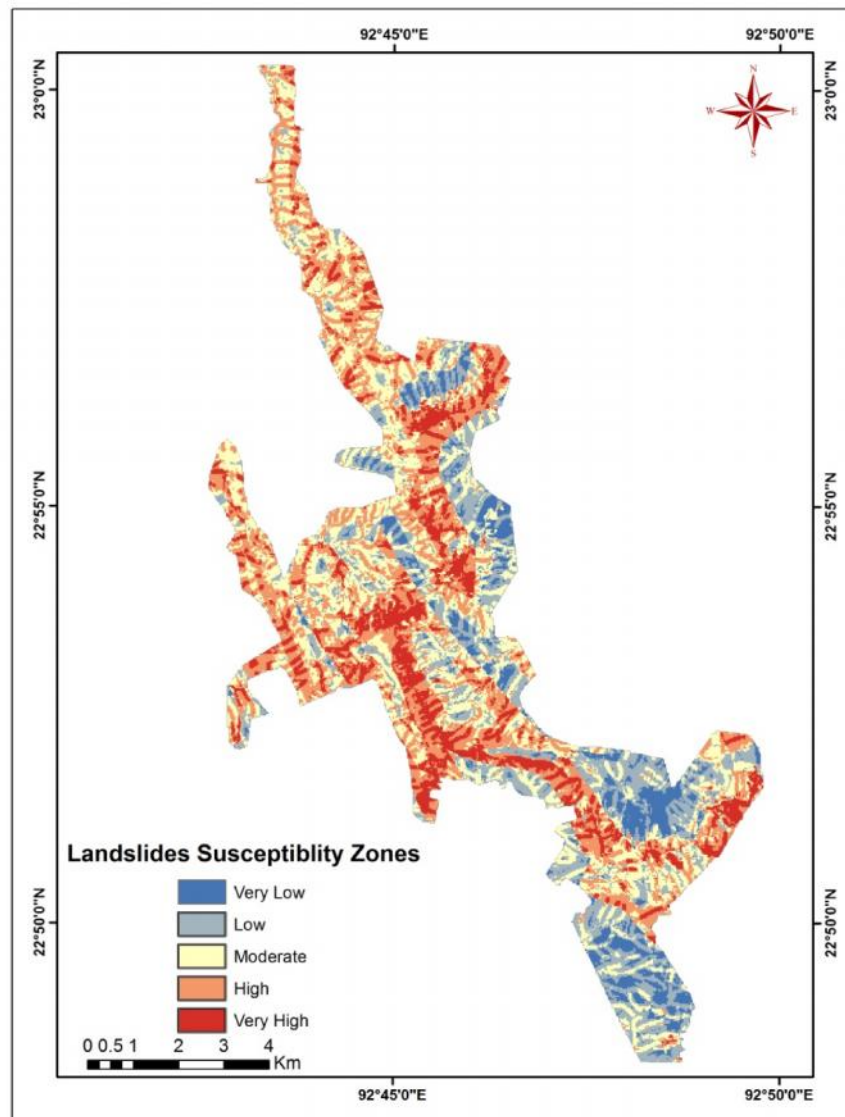 92°45'0"E 92°50'0"E
23°0'0"N 23°0'0"N
N
W E
S
22°55'0"N 22°55'0"N
Landslides Susceptiblity Zones
Very Low
Low
Moderate
High
Very High
22°50'0"N 22°50'0"N
0 0.5 1 2 3 4
Km
92°45'0"E 92°50'0"E